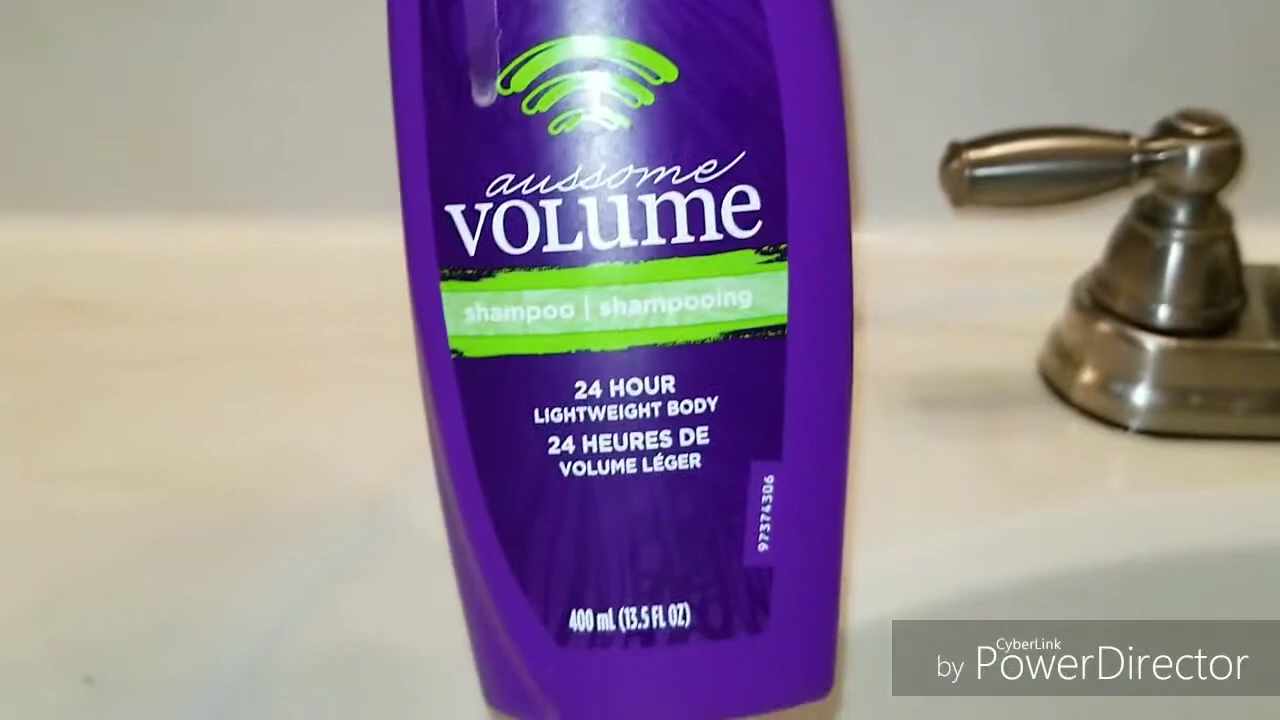 aussome
VOLUME
shampoo | shampooing
24 HOUR
LIGHTWEIGHT BODY
24 HEURES DE
VOLUME LÉGER
97374306
400 mL (13.5 FL OZ)
CyberLink
by PowerDirector